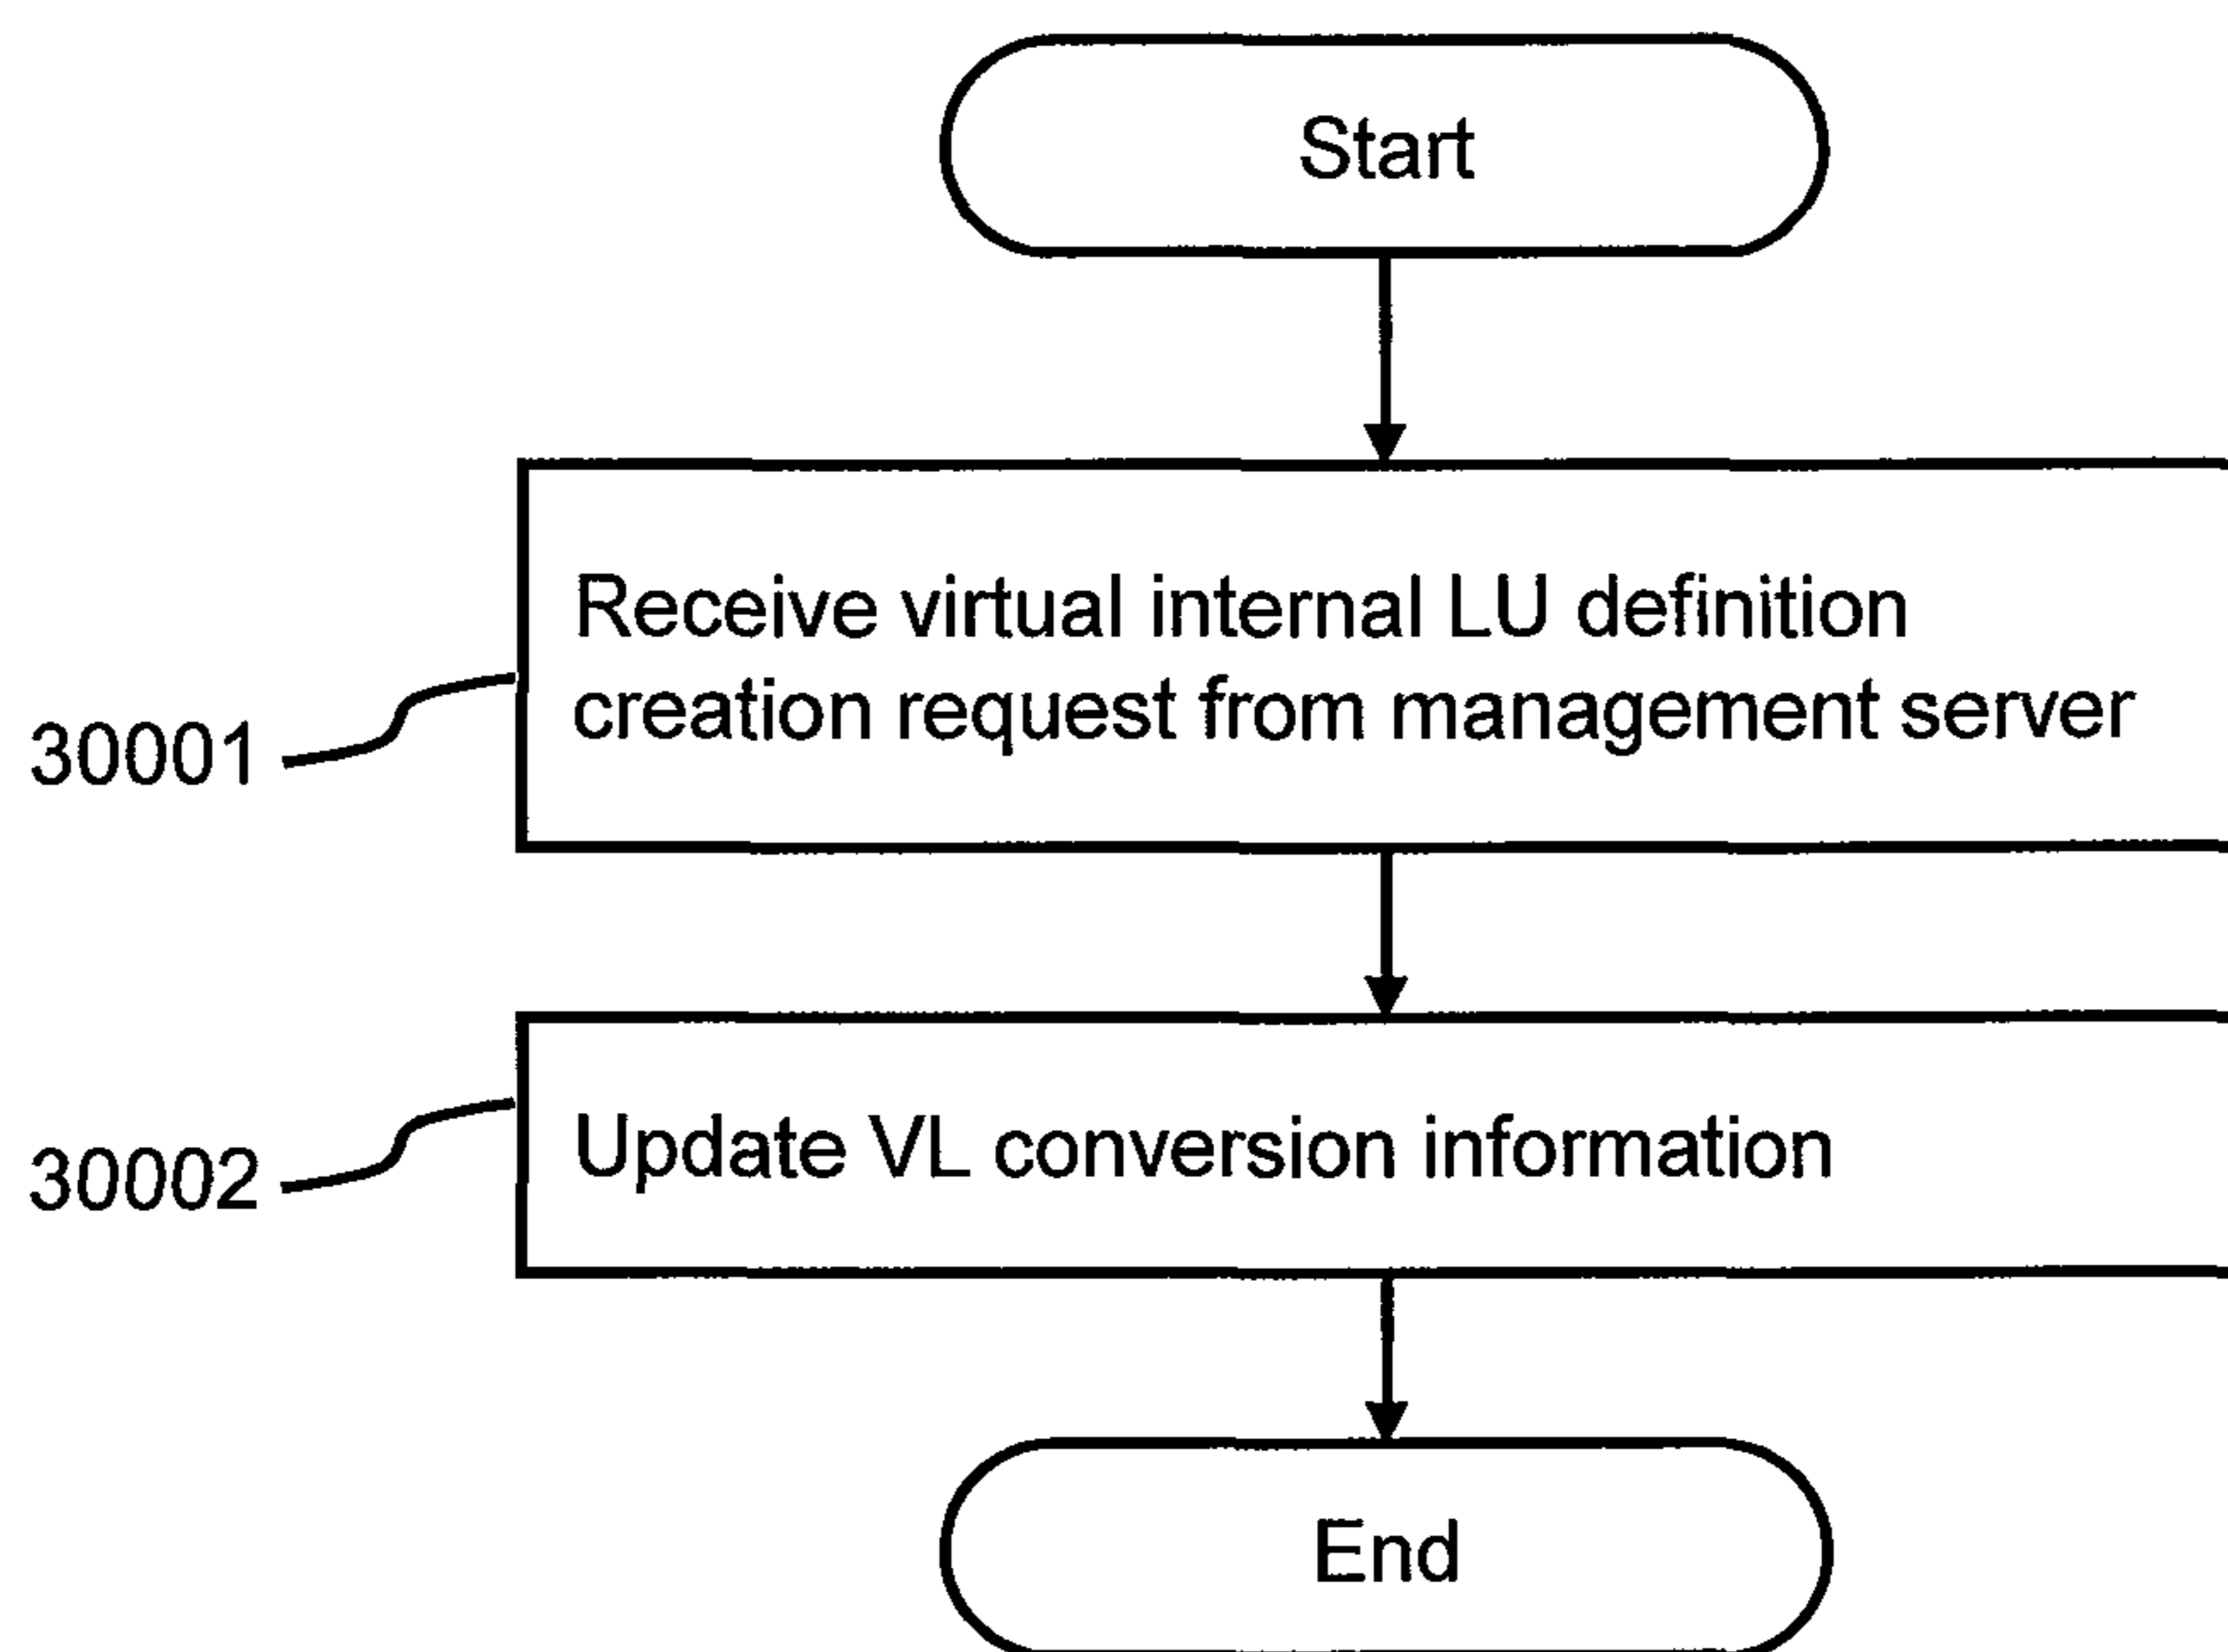 Start
Receive virtual internal LU definition
creation request from management server
30001
Update VL conversion information
30002
End